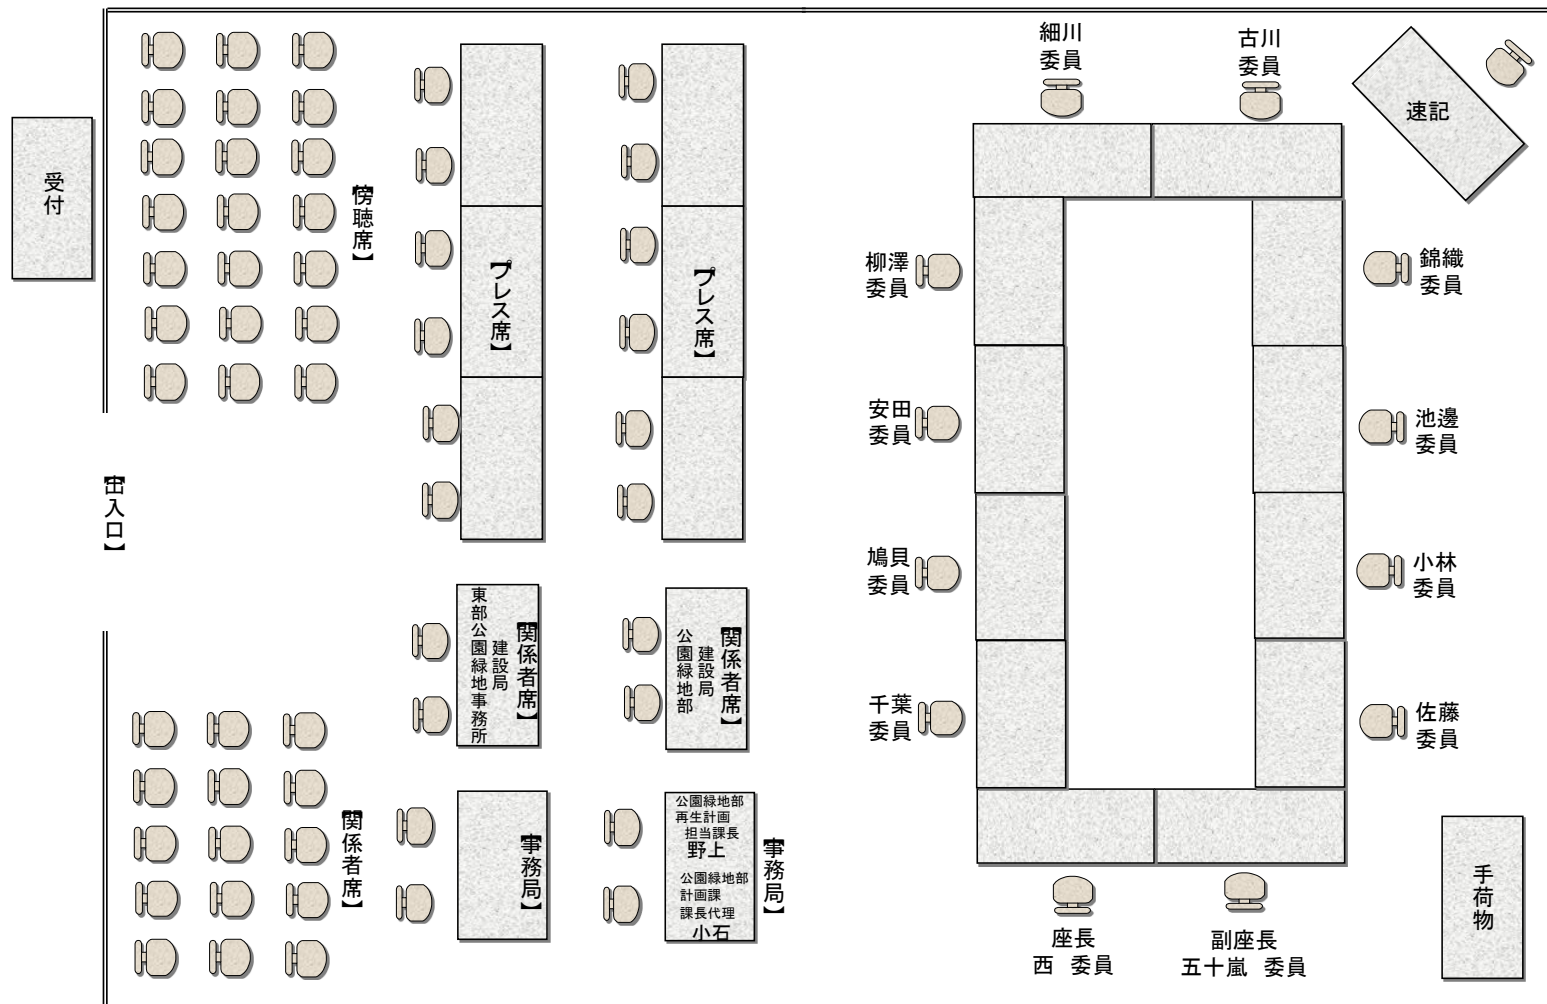 受付
【傍聴席】
【出入口】
【関係者席】
【プレス席】
【プレス席】
【関係者席】
建設局
東部公園緑地事務所
【関係者席】
建設局
公園緑地部
【事務局】
【事務局】
公園緑地部
再生計画
担当課長
野上
公園緑地部
計画課
課長代理
小石
細川
委員
古川
委員
速記
柳澤
委員
錦織
委員
安田
委員
池邊
委員
鳩貝
委員
小林
委員
千葉
委員
佐藤
委員
座長
西 委員
副座長
五十嵐 委員
手荷物